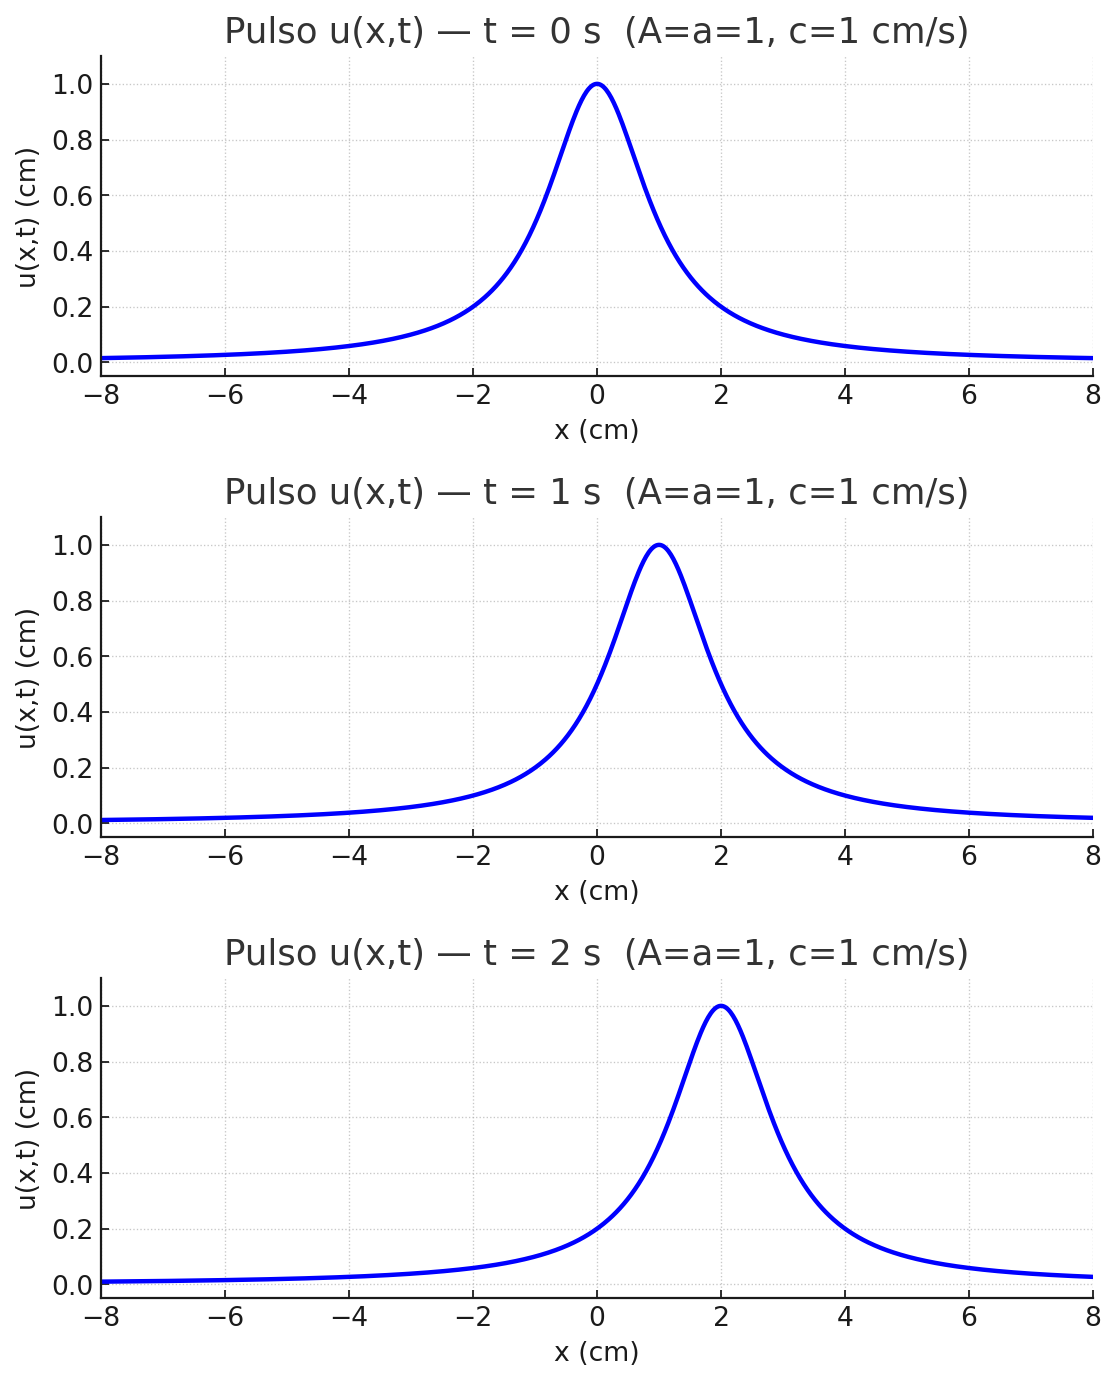 Pulso u(x,t) — t = 0 s (A=a=1, c=1 cm/s)
1.0
0.8
0.6
0.4
0.2
0.0
u(x,t) (cm)
−8 −6 −4 −2 0 2 4 6 8
x (cm)
Pulso u(x,t) — t = 1 s (A=a=1, c=1 cm/s)
1.0
0.8
0.6
0.4
0.2
0.0
u(x,t) (cm)
−8 −6 −4 −2 0 2 4 6 8
x (cm)
Pulso u(x,t) — t = 2 s (A=a=1, c=1 cm/s)
1.0
0.8
0.6
0.4
0.2
0.0
u(x,t) (cm)
−8 −6 −4 −2 0 2 4 6 8
x (cm)